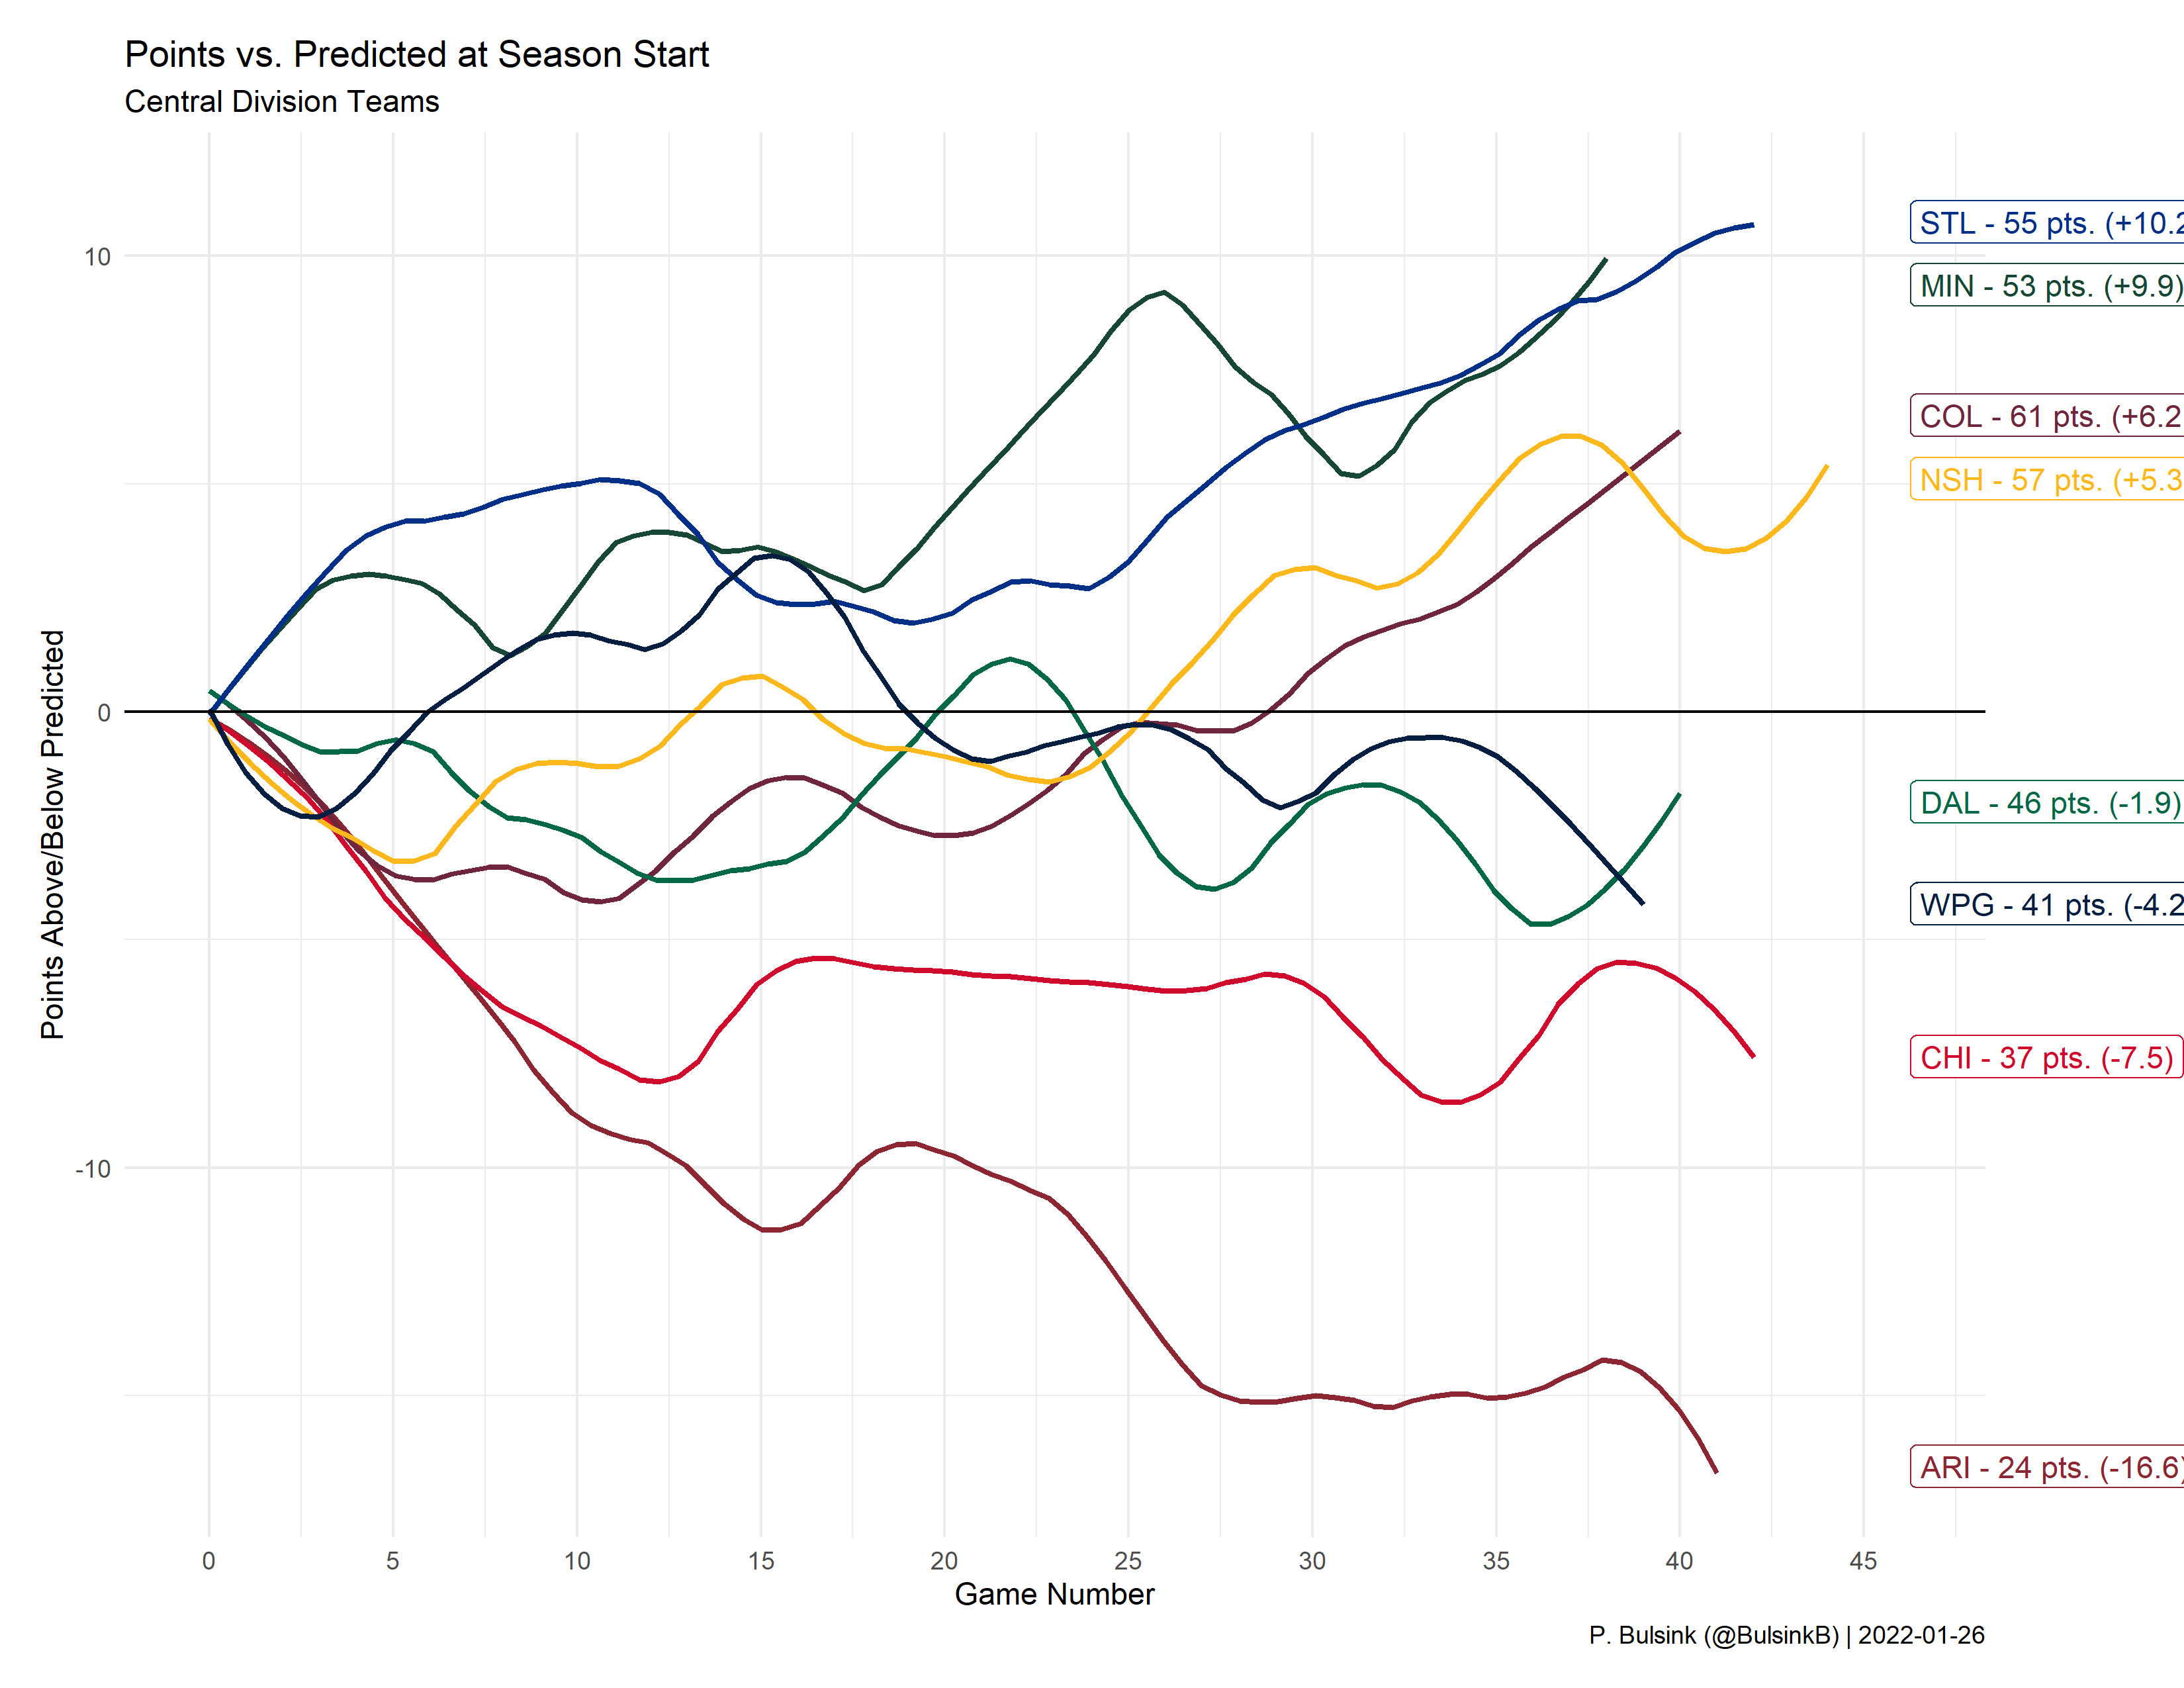 Points vs. Predicted at Season Start
Central Division Teams
Points Above/Below Predicted
10
0
-10
STL - 55 pts. (+10.2
MIN - 53 pts. (+9.9)
COL - 61 pts. (+6.2
NSH - 57 pts. (+5.3
DAL - 46 pts. (-1.9)
WPG - 41 pts. (-4.2
CHI - 37 pts. (-7.5)
ARI - 24 pts. (-16.6)
0 5 10 15 20 25 30 35 40 45
Game Number
P. Bulsink (@BulsinkB) | 2022-01-26